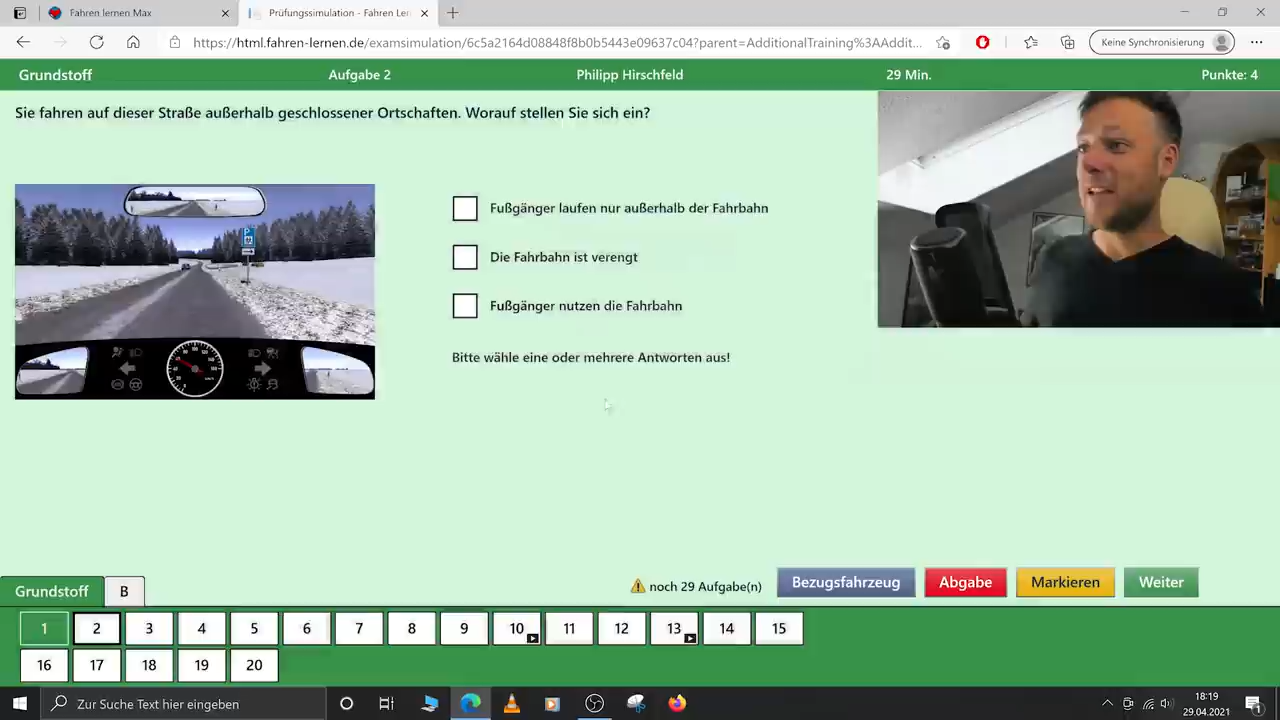 Fahren lernen Max
Prüfungssimulation - Fahren Ler
https://html.fahren-lernen.de/examsimulation/6c5a2164d08848f8b0b5443e09637c04?parent=AdditionalTraining%3AAddit...
Keine Synchronisierung
Grundstoff
Aufgabe 2
Philipp Hirschfeld
29 Min.
Punkte: 4
Sie fahren auf dieser Straße außerhalb geschlossener Ortschaften. Worauf stellen Sie sich ein?
P
Fußgänger laufen nur außerhalb der Fahrbahn
Die Fahrbahn ist verengt
Fußgänger nutzen die Fahrbahn
Bitte wähle eine oder mehrere Antworten aus!
noch 29 Aufgabe(n)
Bezugsfahrzeug
Abgabe
Markieren
Weiter
Grundstoff
B
1 2 3 4 5 6 7 8 9 10 11 12 13 14 15
16 17 18 19 20
Zur Suche Text hier eingeben
18:19
29.04.2021